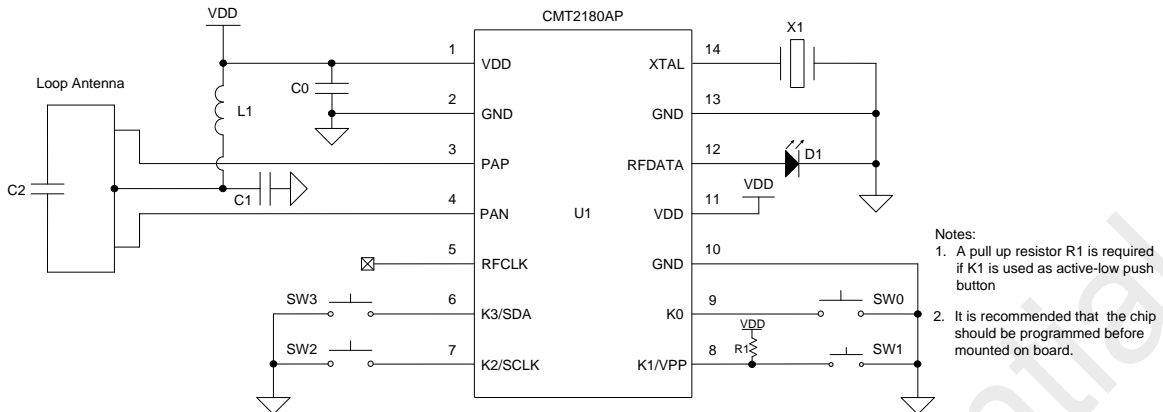 CMT2180AP
VDD
X1
1
14
VDD
XTAL
Loop Antenna
C0
L1
2
13
GND
GND
3
12
PAP
RFDATA
D1
C2
C1
VDD
4
11
PAN
U1
VDD
5
10
RFCLK
GND
Notes:
1. A pull up resistor R1 is required
if K1 is used as active-low push
button
2. It is recommended that the chip
should be programmed before
mounted on board.
SW3
6
9
SW0
K3/SDA
K0
VDD
SW2
7
8
R1
SW1
K2/SCLK
K1/VPP
ential